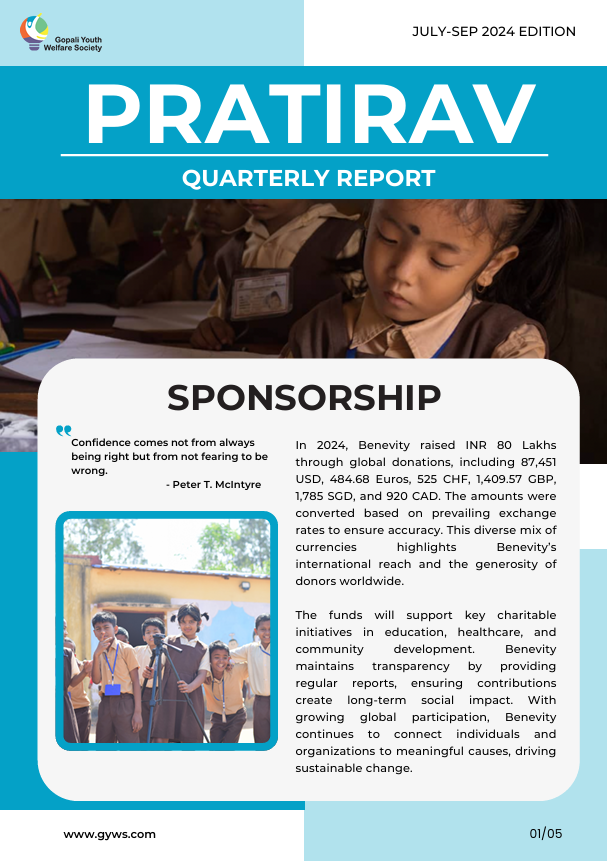 Gopali Youth
Welfare Society
JULY-SEP 2024 EDITION
PRATIRAV
QUARTERLY REPORT
SPONSORSHIP
Confidence comes not from always
being right but from not fearing to be
wrong.
- Peter T. McIntyre
In 2024, Benevity raised INR 80 Lakhs
through global donations, including 87,451
USD, 484.68 Euros, 525 CHF, 1,409.57 GBP,
1,785 SGD, and 920 CAD. The amounts were
converted based on prevailing exchange
rates to ensure accuracy. This diverse mix of
currencies highlights Benevity’s
international reach and the generosity of
donors worldwide.
The funds will support key charitable
initiatives in education, healthcare, and
community development. Benevity
maintains transparency by providing
regular reports, ensuring contributions
create long-term social impact. With
growing global participation, Benevity
continues to connect individuals and
organizations to meaningful causes, driving
sustainable change.
www.gyws.com
01/05